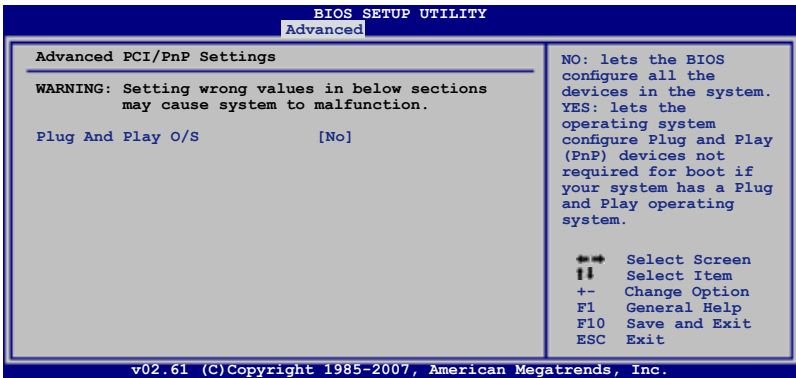 BIOS SETUP UTILITY
Advanced
Advanced PCI/PnP Settings
WARNING: Setting wrong values in below sections
may cause system to malfunction.
Plug And Play O/S [No]
NO: lets the BIOS
configure all the
devices in the system.
YES: lets the
operating system
configure Plug and Play
(PnP) devices not
required for boot if
your system has a Plug
and Play operating
system.
←→ Select Screen
↑↓ Select Item
+- Change Option
F1 General Help
F10 Save and Exit
ESC Exit
v02.61 (C)Copyright 1985-2007, American Megatrends, Inc.